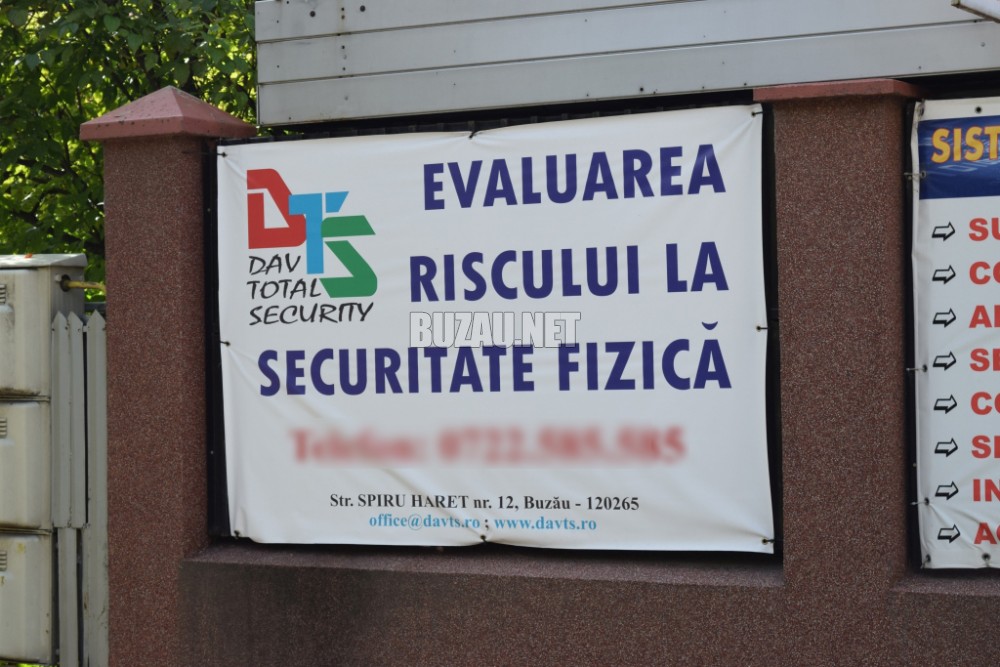 DTS
DAV
TOTAL
SECURITY
EVALUAREA
RISCULUI LA
SECURITATE FIZICĂ
BUZAU.NET
Str. SPIRU HARET nr. 12, Buzău - 120265
office@davts.ro ; www.davts.ro